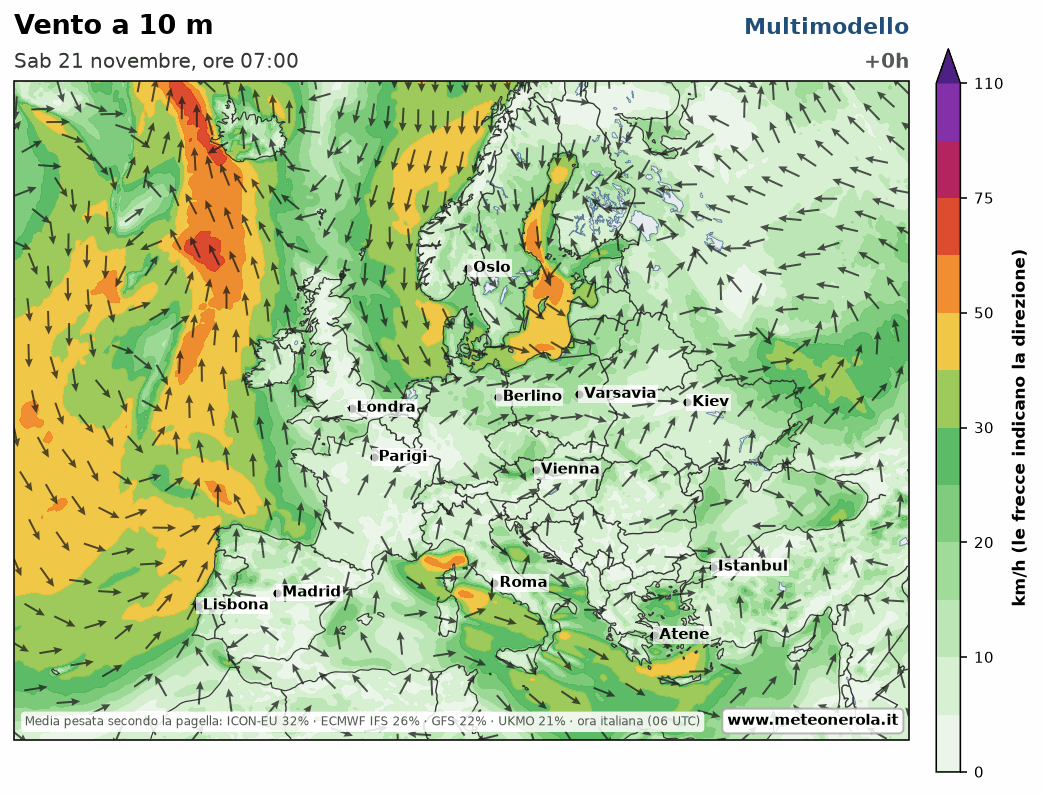 Vento a 10 m
Multimodello
Sab 21 novembre, ore 07:00
+0h
110
75
50
30
20
10
0
km/h (le frecce indicano la direzione)
Oslo
Londra
Berlino
Varsavia
Kiev
Parigi
Vienna
Istanbul
Roma
Madrid
Lisbona
Atene
Media pesata secondo la pagella: ICON-EU 32% · ECMWF IFS 26% · GFS 22% · UKMO 21% · ora italiana (06 UTC)
www.meteonerola.it